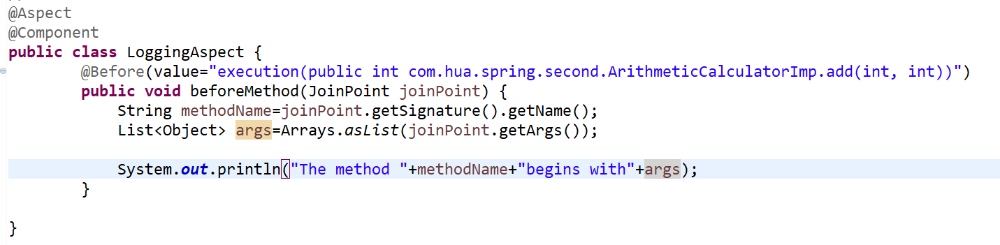 @Aspect
@Component
public class LoggingAspect {
@Before(value="execution(public int com.hua.spring.second.ArithmeticCalculatorImp.add(int, int))")
public void beforeMethod(JoinPoint joinPoint) {
String methodName=joinPoint.getSignature().getName();
List<Object> args=Arrays.asList(joinPoint.getArgs());
System.out.println("The method "+methodName+"begins with"+args);
}
}